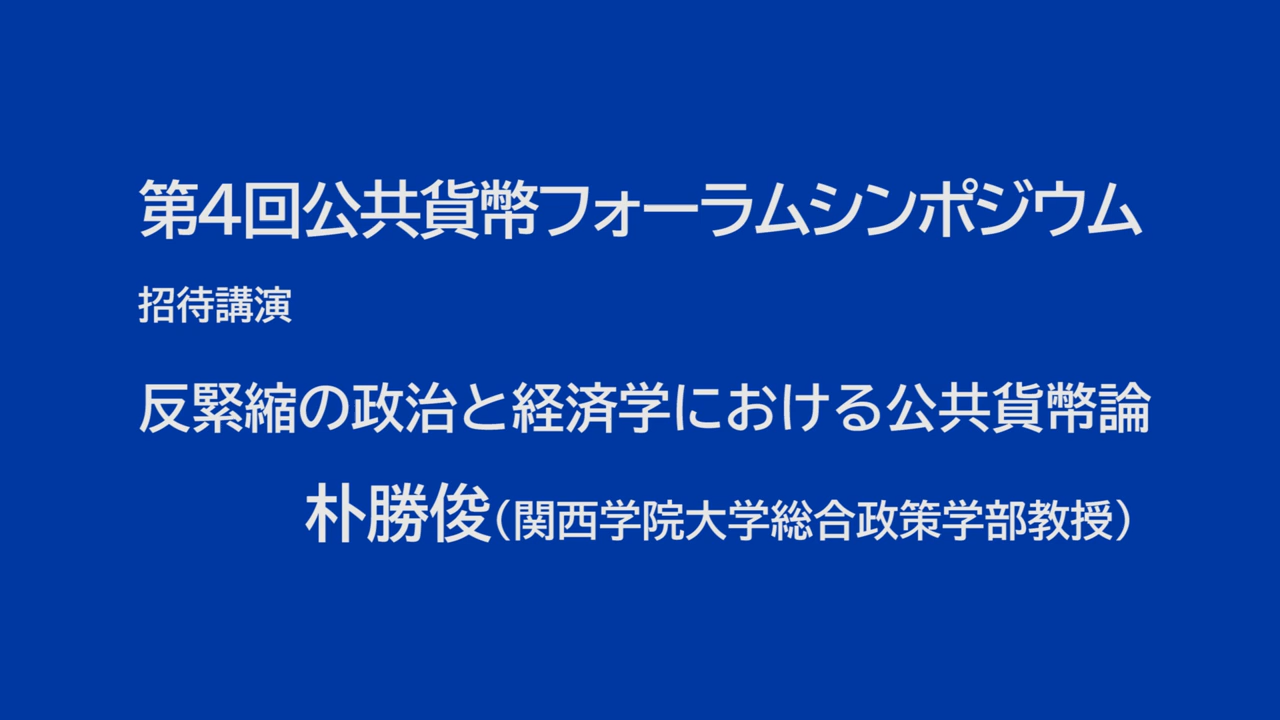 第4回公共貨幣フォーラムシンポジウム
招待講演
反緊縮の政治と経済学における公共貨幣論
朴勝俊(関西学院大学総合政策学部教授)